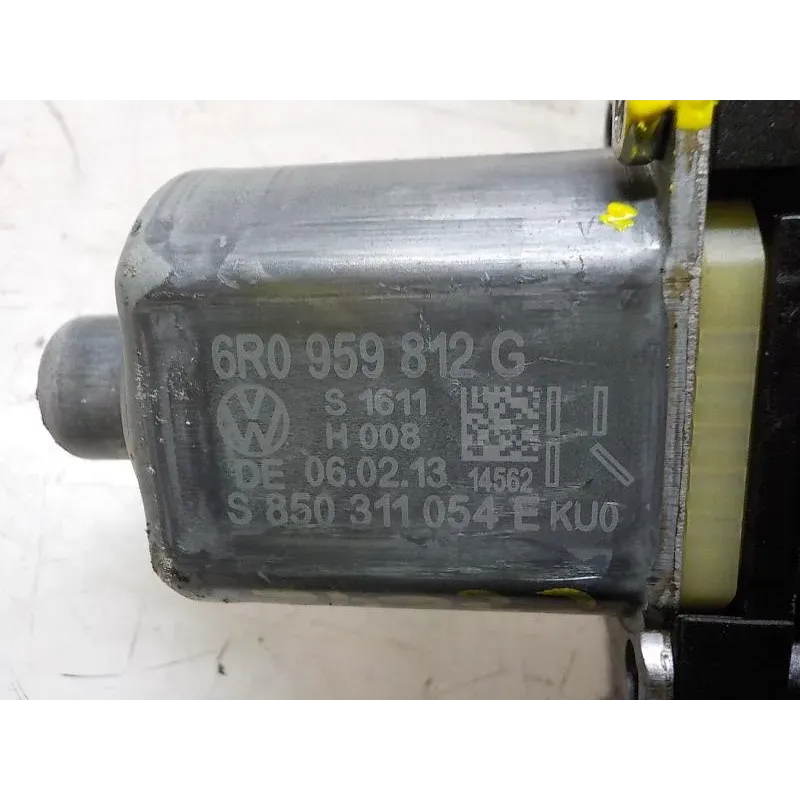 6R0 959 812 G
S 1611
H 008
DE 06.02.13 14562
S 850 311 054 E KU0